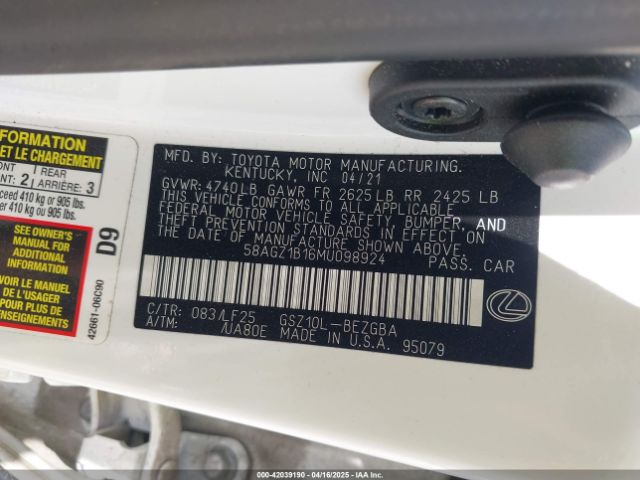 FORMATION
ET LE CHARGEMENT
ONT REAR
NT: 2 ARRIÈRE: 3
ceed 410 kg or 905 lbs.
r 410 kg ou 905 lbs.
SEE OWNER'S
MANUAL FOR
ADDITIONAL
INFORMATION
VOIR LE MANUEL
DE L'USAGER
POUR PLUS DE
RENSEIGNEMENTS
D9
42661-06C90
MFD. BY: TOYOTA MOTOR MANUFACTURING.
KENTUCKY, INC 04/21
GVWR: 4740LB GAWR FR 2625LB RR 2425 LB
THIS VEHICLE CONFORMS TO ALL APPLICABLE
FEDERAL MOTOR VEHICLE SAFETY, BUMPER, AND
THEFT PREVENTION STANDARDS IN EFFECT ON
THE DATE OF MANUFACTURE SHOWN ABOVE.
58AGZ1B16MU098924 PASS. CAR
C/TR: 083/LF25 GSZ10L-BEZGBA
A/TM: /UA80E MADE IN U.S.A. 95079
000-42039190 - 04/16/2025 - IAAI, Inc.